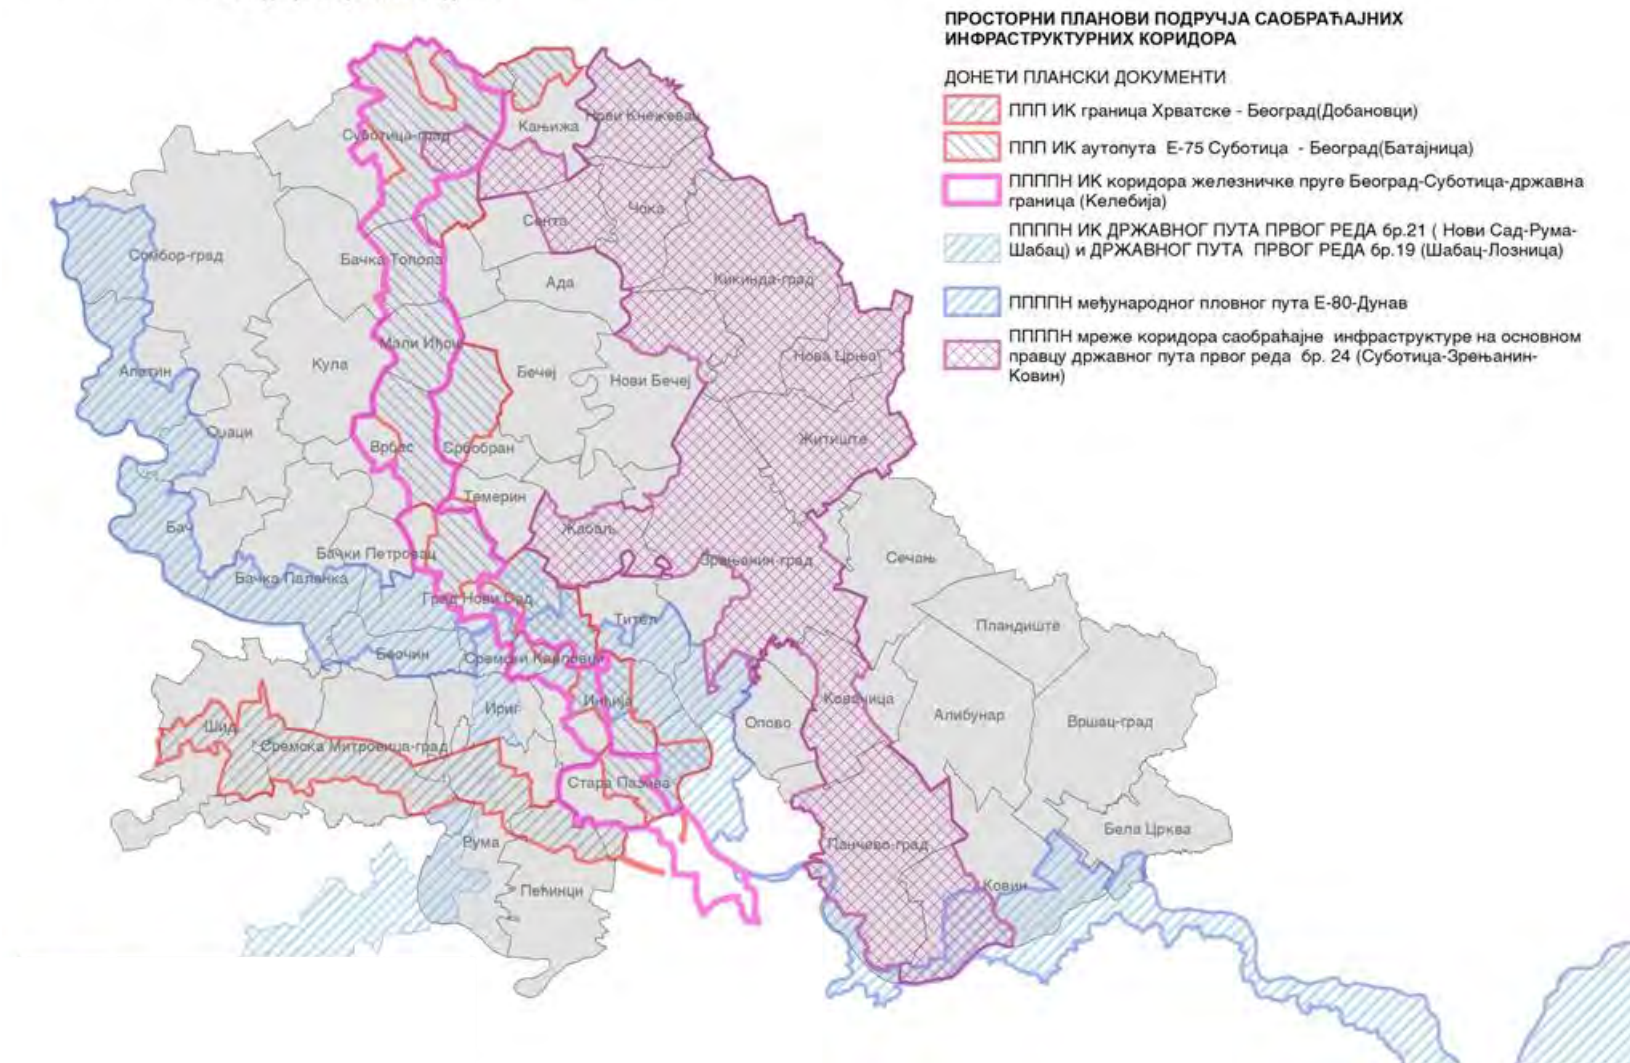 ПРОСТОРНИ ПЛАНОВИ ПОДРУЧЈА САОБРАЋАЈНИХ
ИНФРАСТРУКТУРНИХ КОРИДОРА
ДОНЕТИ ПЛАНСКИ ДОКУМЕНТИ
ППП ИК граница Хрватске - Београд(Добановци)
ППП ИК аутопута Е-75 Суботица - Београд(Батајница)
ППППН ИК коридора железничке пруге Београд-Суботица-државна
граница (Келебија)
ППППН ИК ДРЖАВНОГ ПУТА ПРВОГ РЕДА бр.21 ( Нови Сад-Рума-
Шабац) и ДРЖАВНОГ ПУТА ПРВОГ РЕДА бр.19 (Шабац-Лозница)
ППППН међународног пловног пута Е-80-Дунав
ППППН мреже коридора саобраћајне инфраструктуре на основном
правцу државног пута првог реда бр. 24 (Суботица-Зрењанин-
Ковин)
Нови Кнежевац
Кањижа
Суботица-град
Чока
Сента
Сомбор-град
Бачка Топола
Ада
Кикинда-град
Мали Иђош
Нова Црња
Кула
Апатин
Бечеј
Нови Бечеј
Оџаци
Житиште
Врбас
Србобран
Темерин
Бач
Жабаљ
Бачки Петровац
Зрењанин-град
Сечањ
Бачка Паланка
Град Нови Сад
Тител
Пландиште
Беочин
Сремски Карловци
Ковачица
Инђија
Ириг
Опово
Алибунар
Вршац-град
Шид
Сремска Митровица-град
Стара Пазова
Бела Црква
Рума
Панчево-град
Ковин
Пећинци